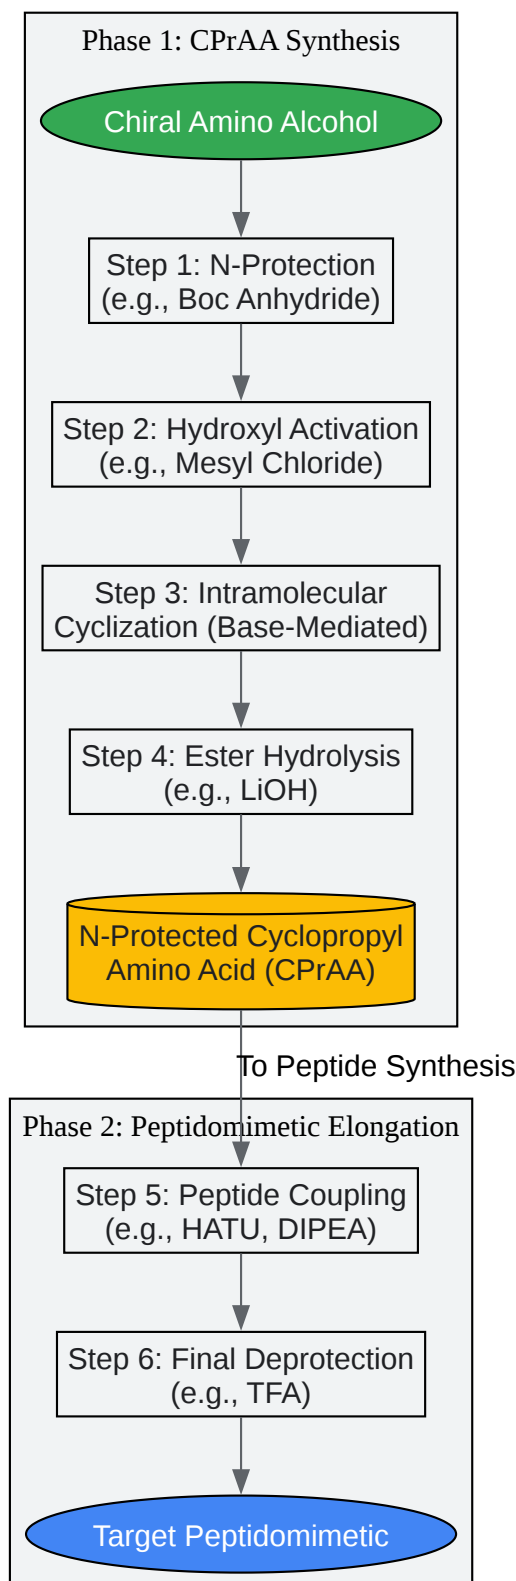 Phase 1: CPrAA Synthesis
Chiral Amino Alcohol
Step 1: N-Protection
(e.g., Boc Anhydride)
Step 2: Hydroxyl Activation
(e.g., Mesyl Chloride)
Step 3: Intramolecular
Cyclization (Base-Mediated)
Step 4: Ester Hydrolysis
(e.g., LiOH)
N-Protected Cyclopropyl
Amino Acid (CPrAA)
To Peptide Synthesis
Phase 2: Peptidomimetic Elongation
Step 5: Peptide Coupling
(e.g., HATU, DIPEA)
Step 6: Final Deprotection
(e.g., TFA)
Target Peptidomimetic